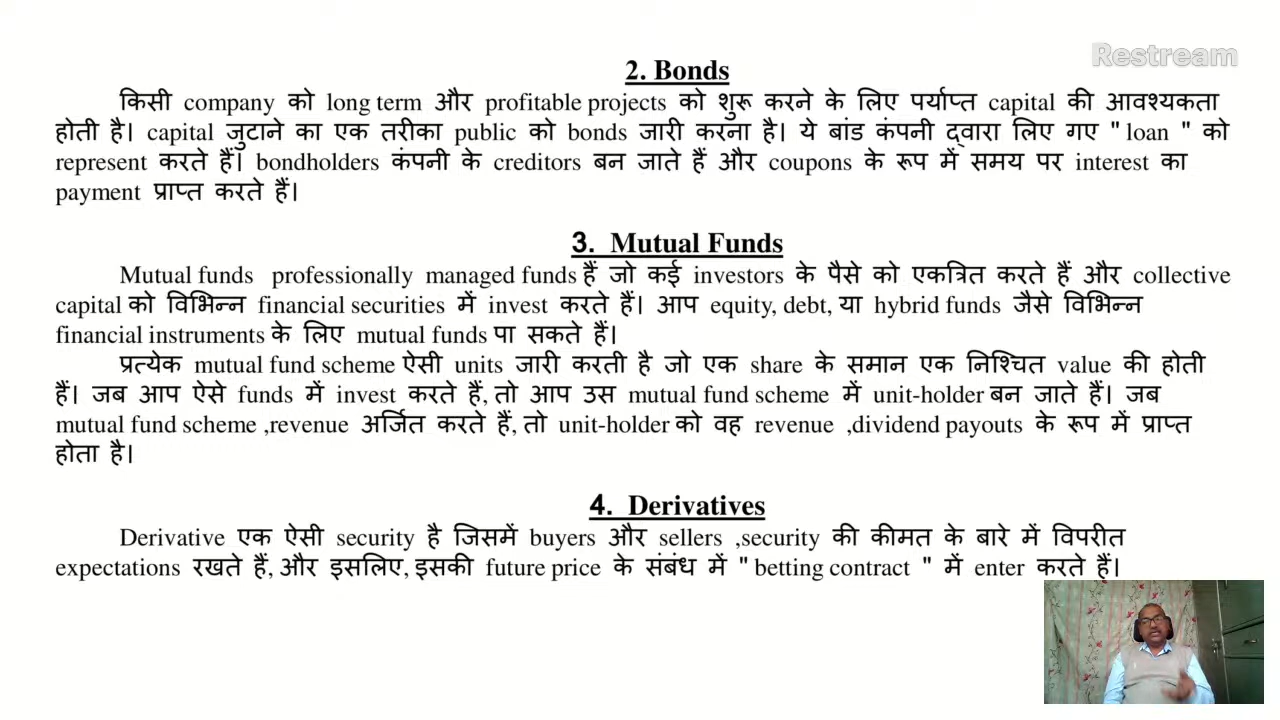 Restream
2. Bonds
किसी company को long term और profitable projects को शुरू करने के लिए पर्याप्त capital की आवश्यकता
होती है। capital जुटाने का एक तरीका public को bonds जारी करना है। ये बांड कंपनी द्वारा लिए गए " loan " को
represent करते हैं। bondholders कंपनी के creditors बन जाते हैं और coupons के रूप में समय पर interest का
payment प्राप्त करते हैं।
3. Mutual Funds
Mutual funds professionally managed funds हैं जो कई investors के पैसे को एकत्रित करते हैं और collective
capital को विभिन्न financial securities में invest करते हैं। आप equity, debt, या hybrid funds जैसे विभिन्न
financial instruments के लिए mutual funds पा सकते हैं।
प्रत्येक mutual fund scheme ऐसी units जारी करती है जो एक share के समान एक निश्चित value की होती
हैं। जब आप ऐसे funds में invest करते हैं, तो आप उस mutual fund scheme में unit-holder बन जाते हैं। जब
mutual fund scheme ,revenue अर्जित करते हैं, तो unit-holder को वह revenue ,dividend payouts के रूप में प्राप्त
होता है।
4. Derivatives
Derivative एक ऐसी security है जिसमें buyers और sellers ,security की कीमत के बारे में विपरीत
expectations रखते हैं, और इसलिए, इसकी future price के संबंध में " betting contract " में enter करते हैं।